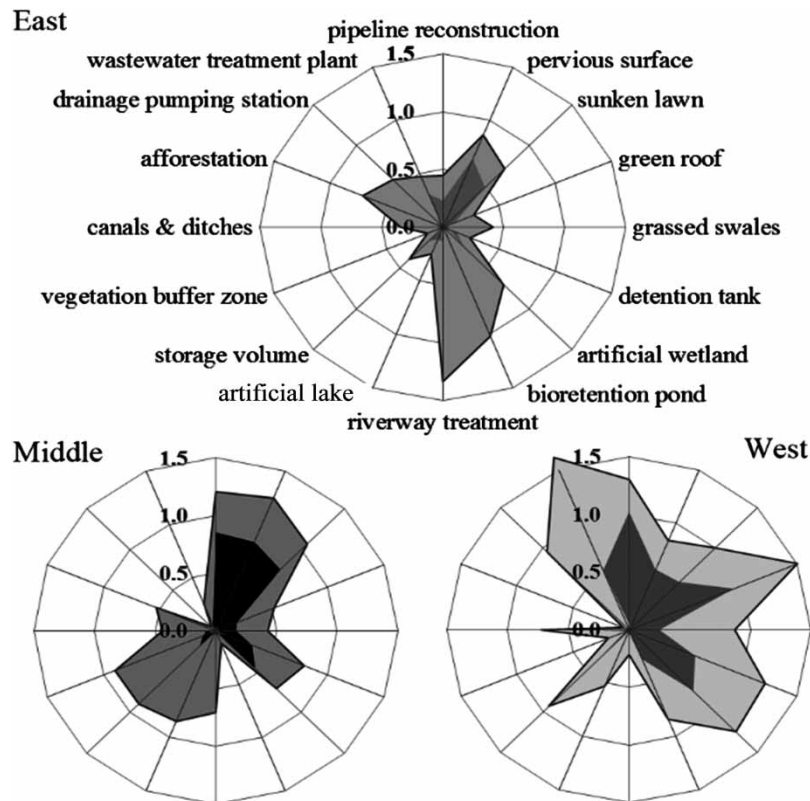 East
pipeline reconstruction
1.5
wastewater treatment plant
pervious surface
drainage pumping station
1.0
sunken lawn
afforestation
0.5
green roof
canals & ditches
0.0
grassed swales
vegetation buffer zone
detention tank
storage volume
artificial wetland
artificial lake
bioretention pond
riverway treatment
Middle
1.5
1.0
0.5
0.0
West
1.5
1.0
0.5
0.0